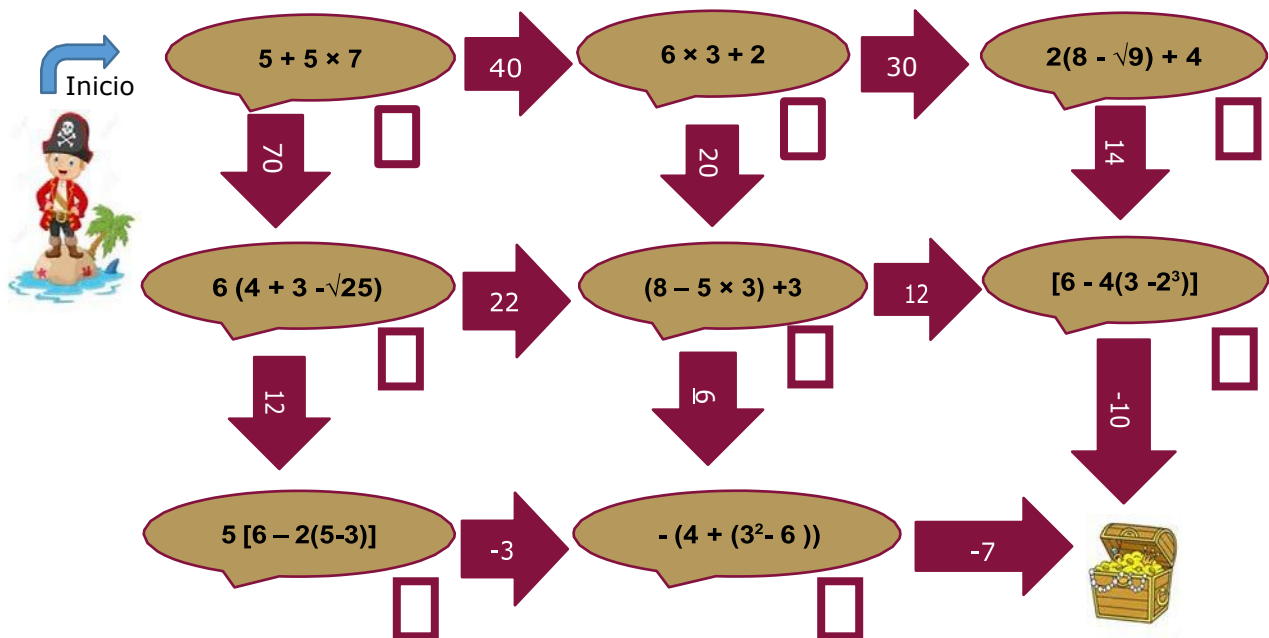 Inicio
5 + 5 × 7
40
6 × 3 + 2
30
2(8 - √9) + 4
70
20
14
6 (4 + 3 -√25)
22
(8 – 5 × 3) +3
12
[6 - 4(3 -2³)]
12
6
-10
5 [6 – 2(5-3)]
-3
- (4 + (3²- 6 ))
-7